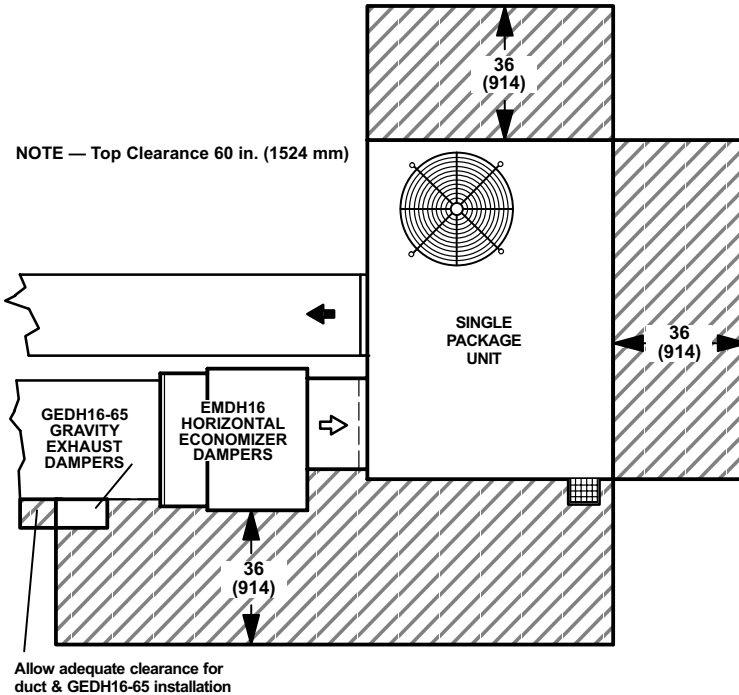 36
(914)
NOTE — Top Clearance 60 in. (1524 mm)
SINGLE
PACKAGE
UNIT
36
(914)
GEDH16-65
GRAVITY
EXHAUST
DAMPERS
EMDH16
HORIZONTAL
ECONOMIZER
DAMPERS
36
(914)
Allow adequate clearance for
duct & GEDH16-65 installation